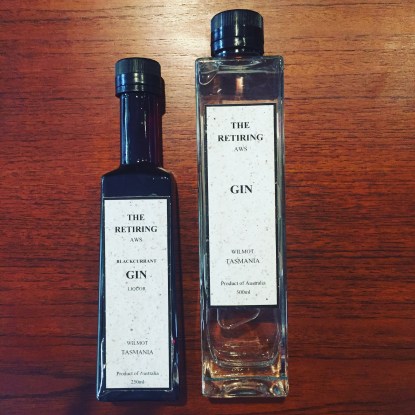 THE
RETIRING
AWS
BLACKCURRANT
GIN
LIQUOR
WILMOT
TASMANIA
Product of Australia
250ml
THE
RETIRING
AWS
GIN
WILMOT
TASMANIA
Product of Australia
500ml